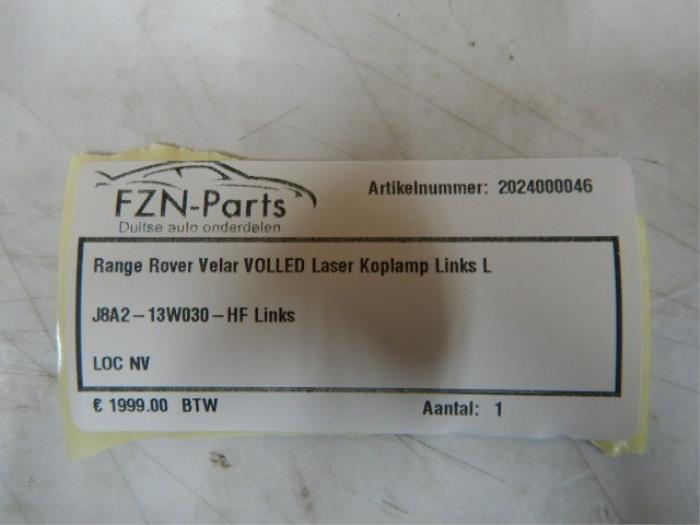 FZN-Parts
Duitse auto onderdelen
Artikelnummer: 2024000046
Range Rover Velar VOLLED Laser Koplamp Links L
J8A2-13W030-HF Links
LOC NV
€ 1999.00 BTW
Aantal: 1